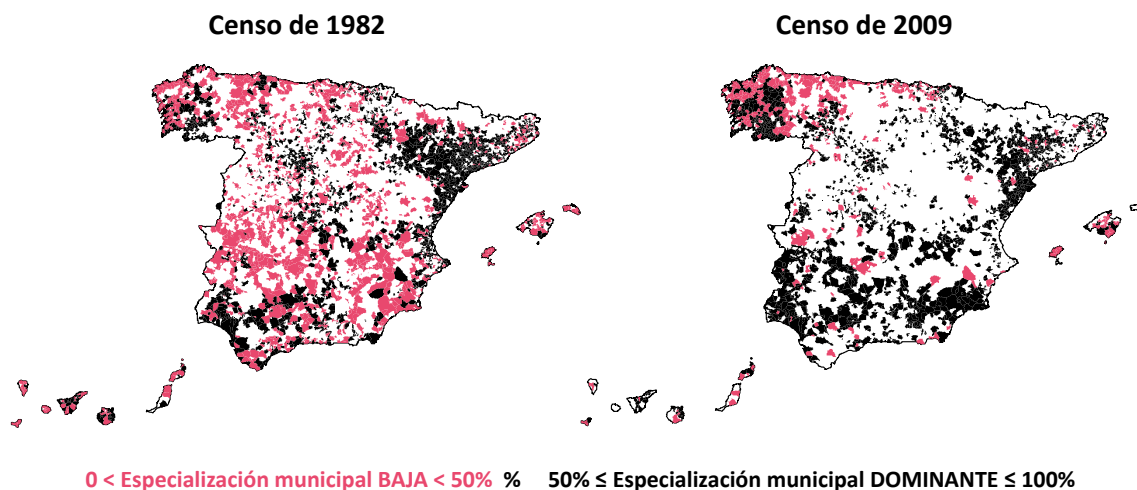 Censo de 1982
Censo de 2009
0 < Especialización municipal BAJA < 50% % 50% ≤ Especialización municipal DOMINANTE ≤ 100%